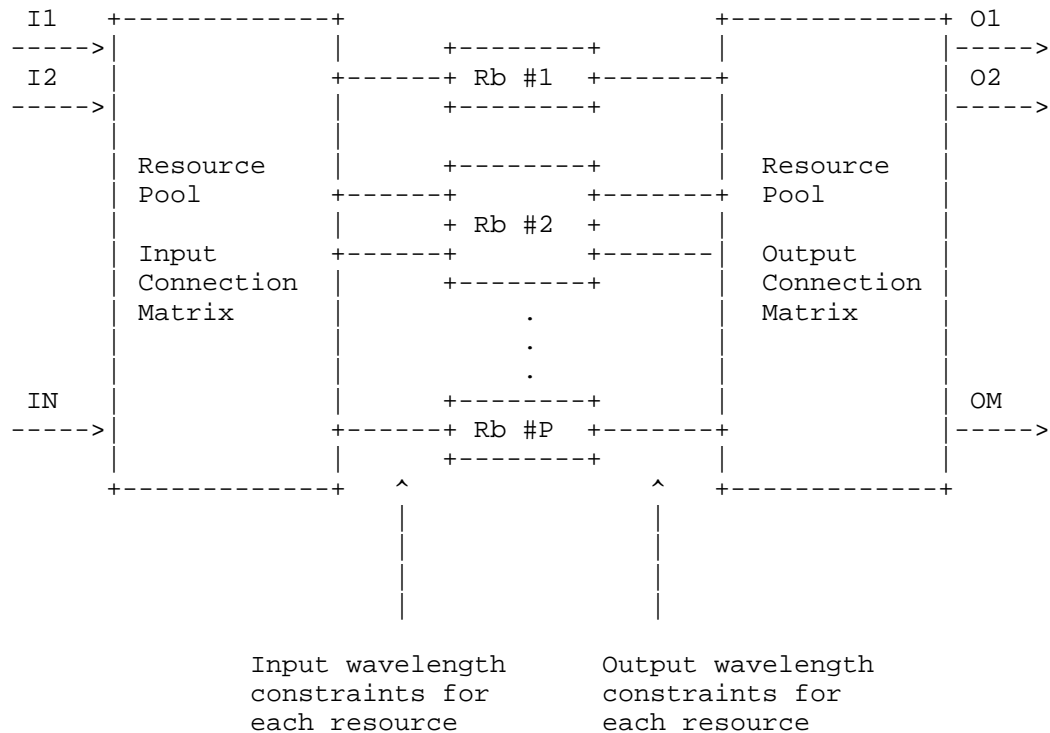 I1 O1
I2 Rb #1 O2
Resource Resource
Pool Pool
Rb #2
Input Output
Connection Connection
Matrix Matrix
.
.
.
IN OM
Rb #P
Input wavelength Output wavelength
constraints for constraints for
each resource each resource